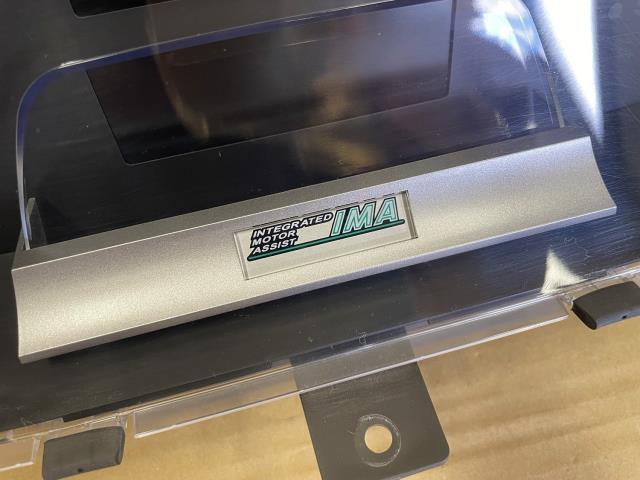 INTEGRATED
MOTOR
ASSIST
IMA